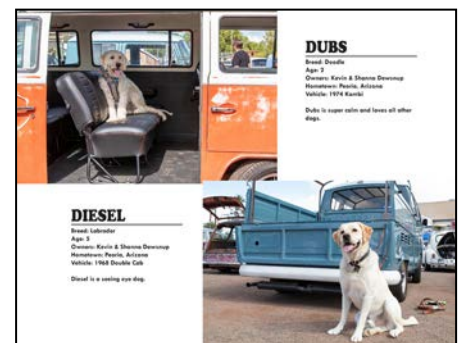 DUBS
Breed: Doodle
Age: 2
Owners: Kevin & Shanna Dewsnup
Hometown: Peoria, Arizona
Vehicle: 1974 Kombi
Dubs is super calm and loves all other
dogs.
DIESEL
Breed: Labrador
Age: 5
Owners: Kevin & Shanna Dewsnup
Hometown: Peoria, Arizona
Vehicle: 1968 Double Cab
Diesel is a seeing eye dog.